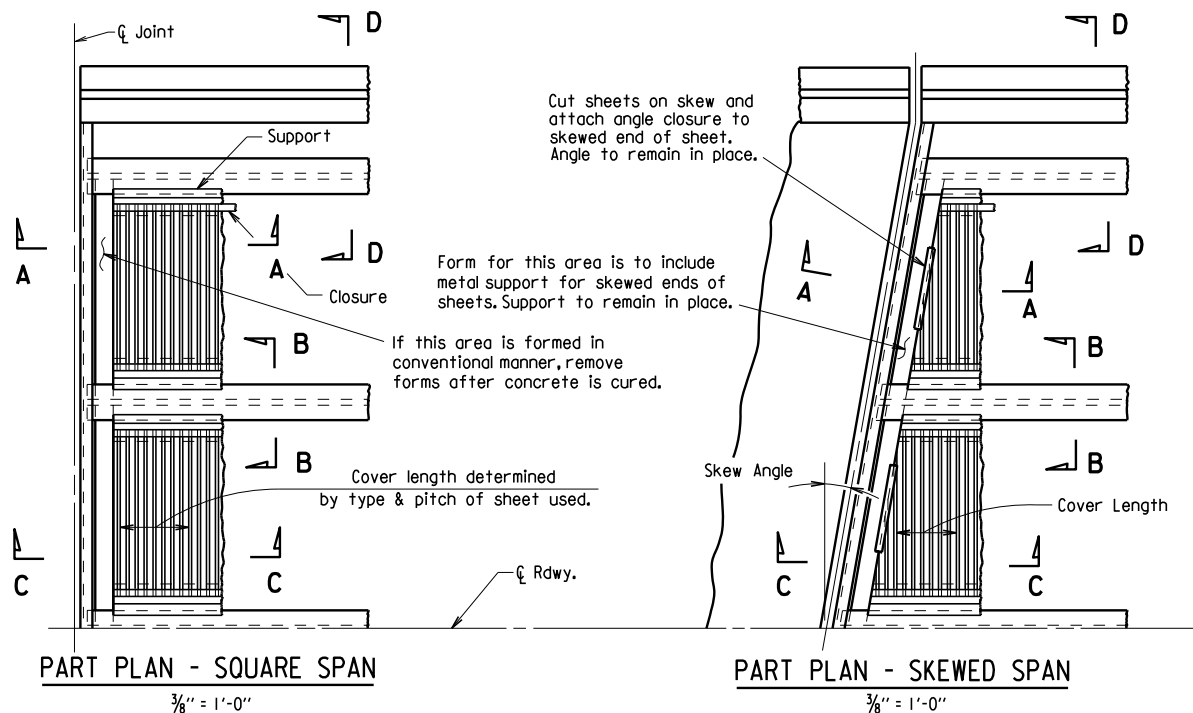 ℄ Joint
D
D
Cut sheets on skew and
attach angle closure to
skewed end of sheet.
Angle to remain in place.
Support
A
A
D
Closure
Form for this area is to include
metal support for skewed ends of
sheets. Support to remain in place.
A
A
D
If this area is formed in
conventional manner, remove
forms after concrete is cured.
B
B
B
B
Cover length determined
by type & pitch of sheet used.
Skew Angle
Cover Length
C
C
C
C
℄ Rdwy.
PART PLAN - SQUARE SPAN
3/8" = 1'-0"
PART PLAN - SKEWED SPAN
3/8" = 1'-0"